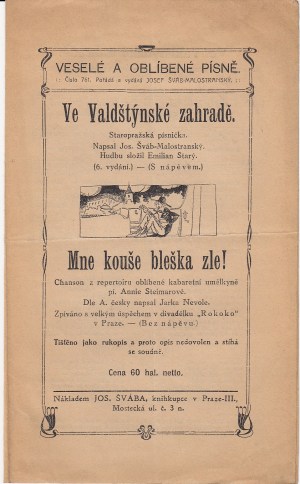 VESELÉ A OBLÍBENÉ PÍSNĚ.
:: Číslo 761. Pořádá a vydává JOSEF ŠVÁB-MALOSTRANSKÝ. ::
Ve Valdštýnské zahradě.
Staropražská písnička.
Napsal Jos. Šváb-Malostranský.
Hudbu složil Emilian Starý.
(6. vydání.) — (S nápěvem.)
Mne kouše bleška zle!
Chanson z repertoiru oblíbené kabaretní umělkyně
pí. Annie Steimarové.
Dle A. česky napsal Jarka Nevole.
Zpíváno s velkým úspěchem v divadélku „Rokoko"
v Praze. — (Bez nápěvu.)
Tištěno jako rukopis a proto opis nedovolen a stíhá
se soudně.
Cena 60 hal. netto.
Nákladem JOS. ŠVÁBA, knihkupec v Praze-III.,
Mostecká ul. č. 3 n.